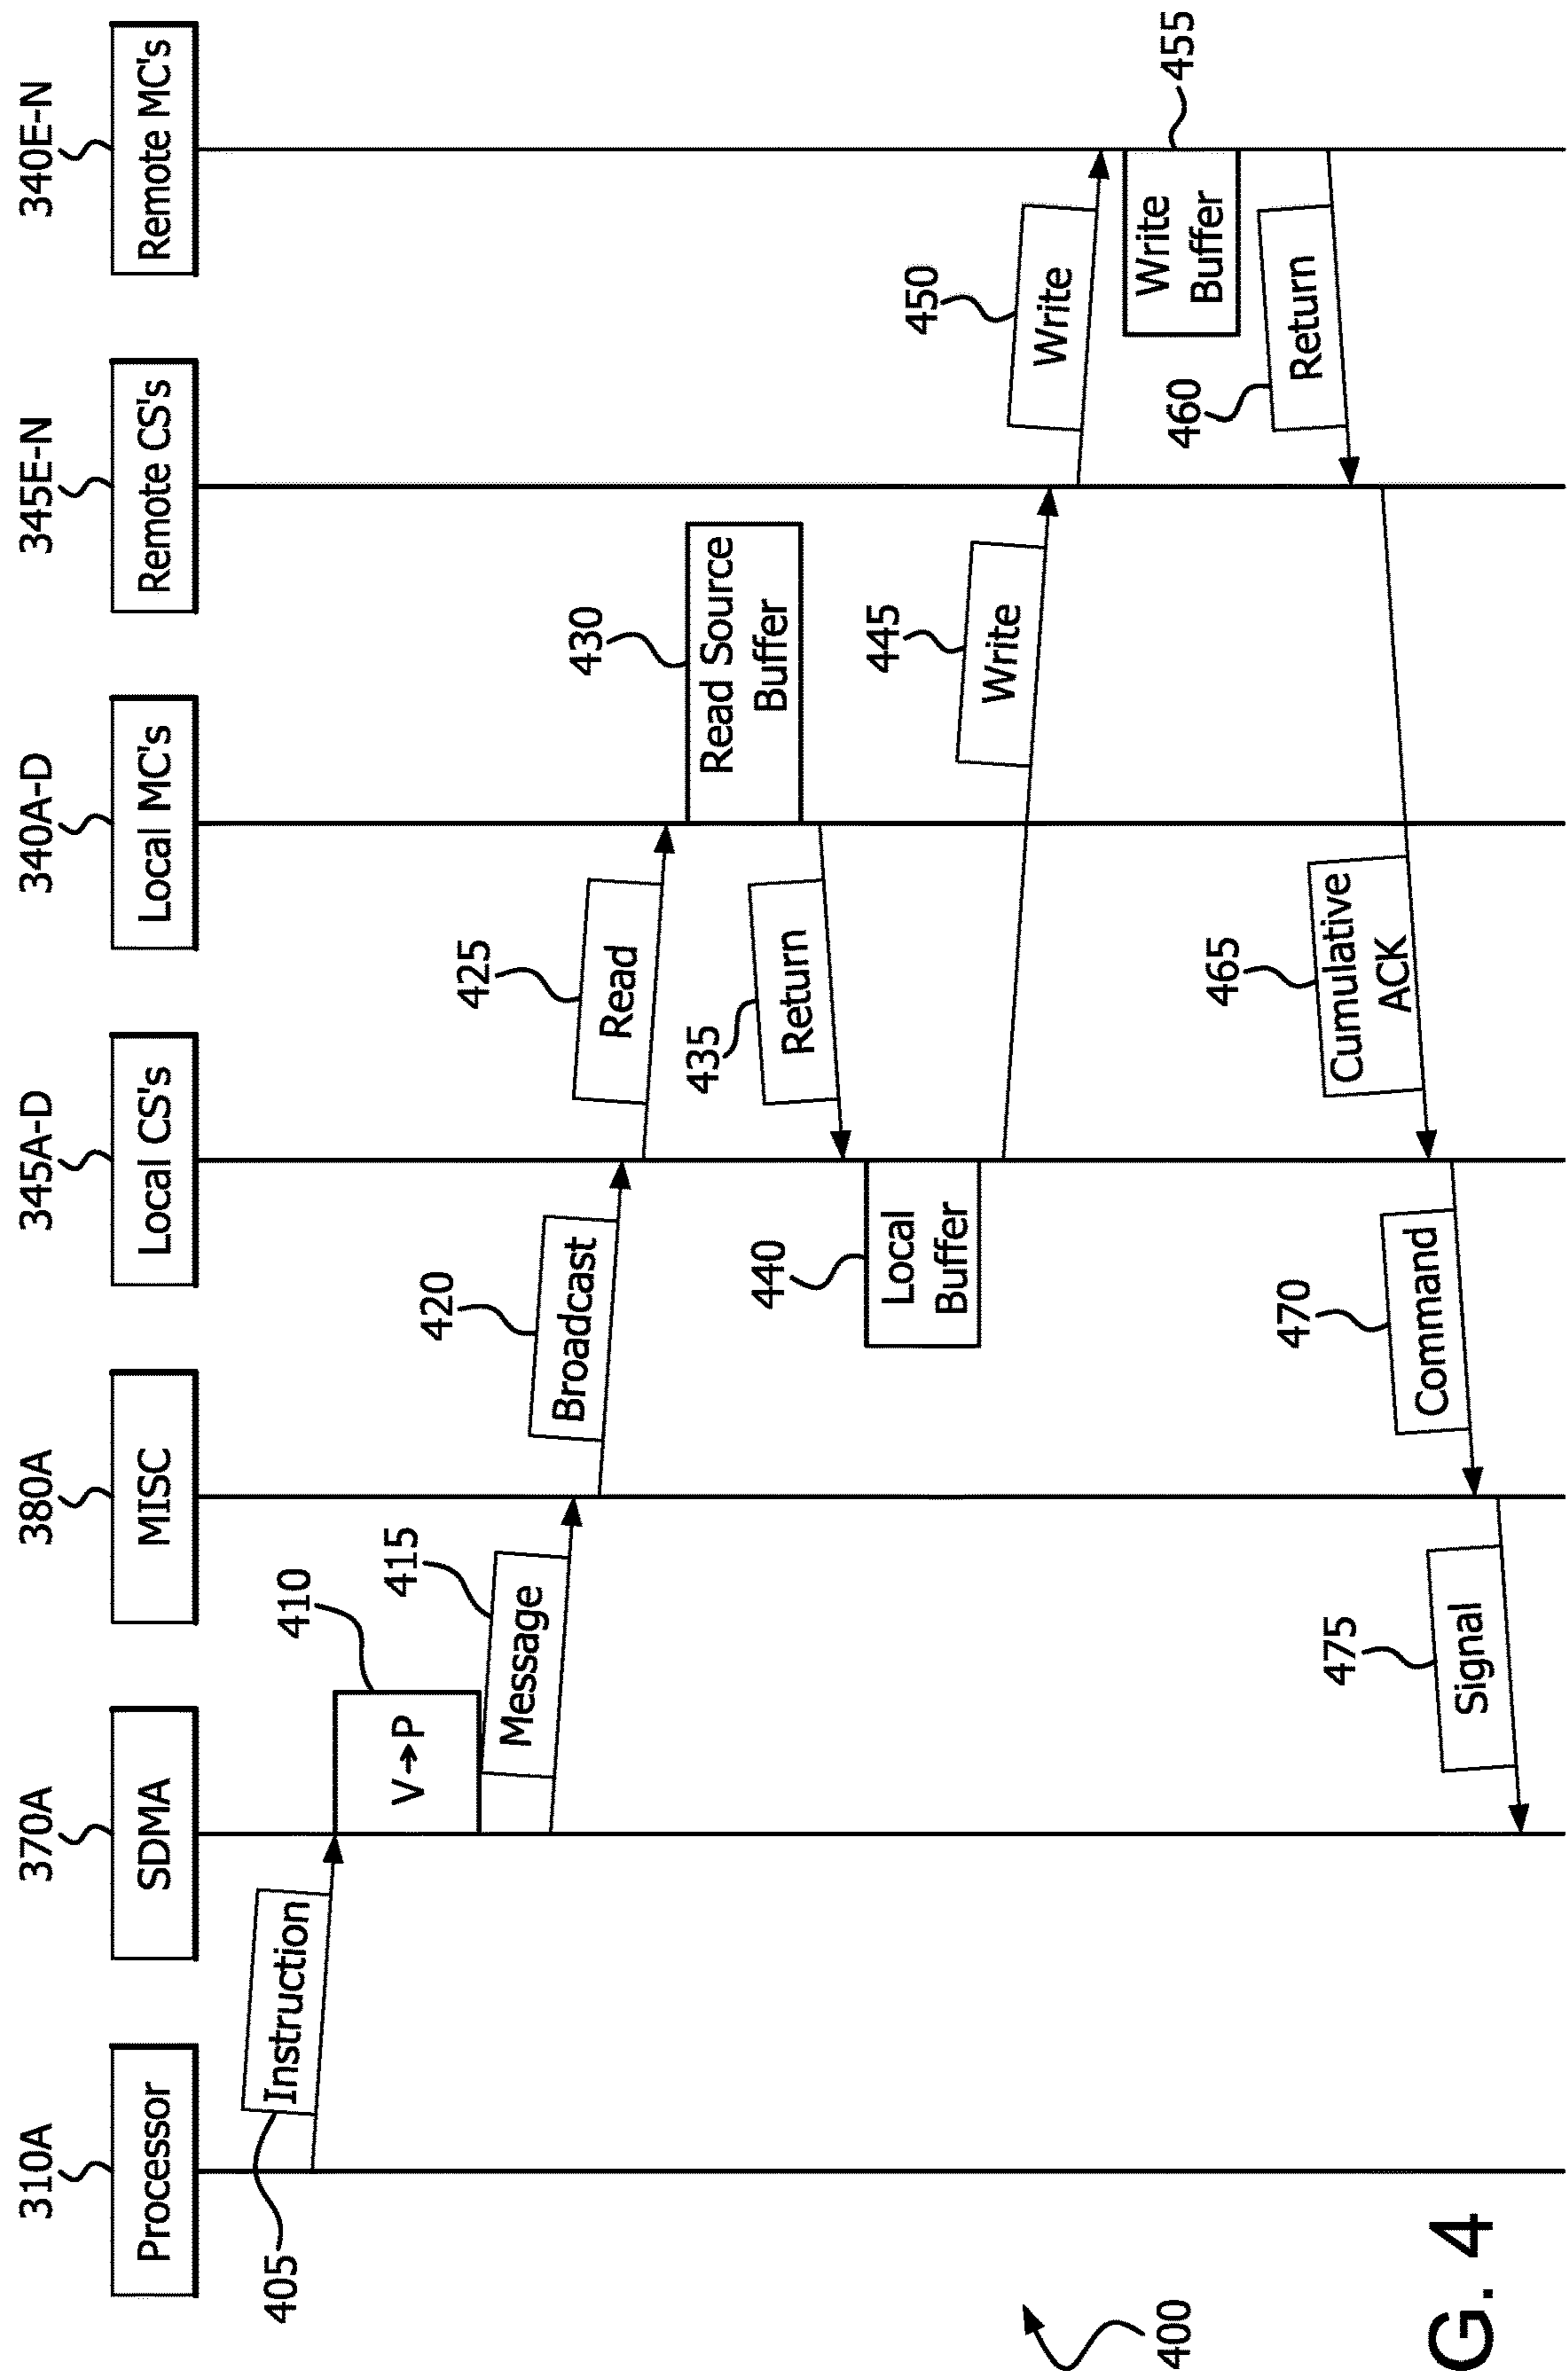 310A
370A
380A
345A-D
340A-D
345E-N
340E-N
Processor
SDMA
MISC
Local CS's
Local MC's
Remote CS's
Remote MC's
405
Instruction
410
V→P
415
Message
420
Broadcast
425
Read
430
Read Source
Buffer
435
Return
440
Local
Buffer
445
Write
450
Write
455
Write
Buffer
460
Return
465
Cumulative
ACK
470
Command
475
Signal
400
G. 4